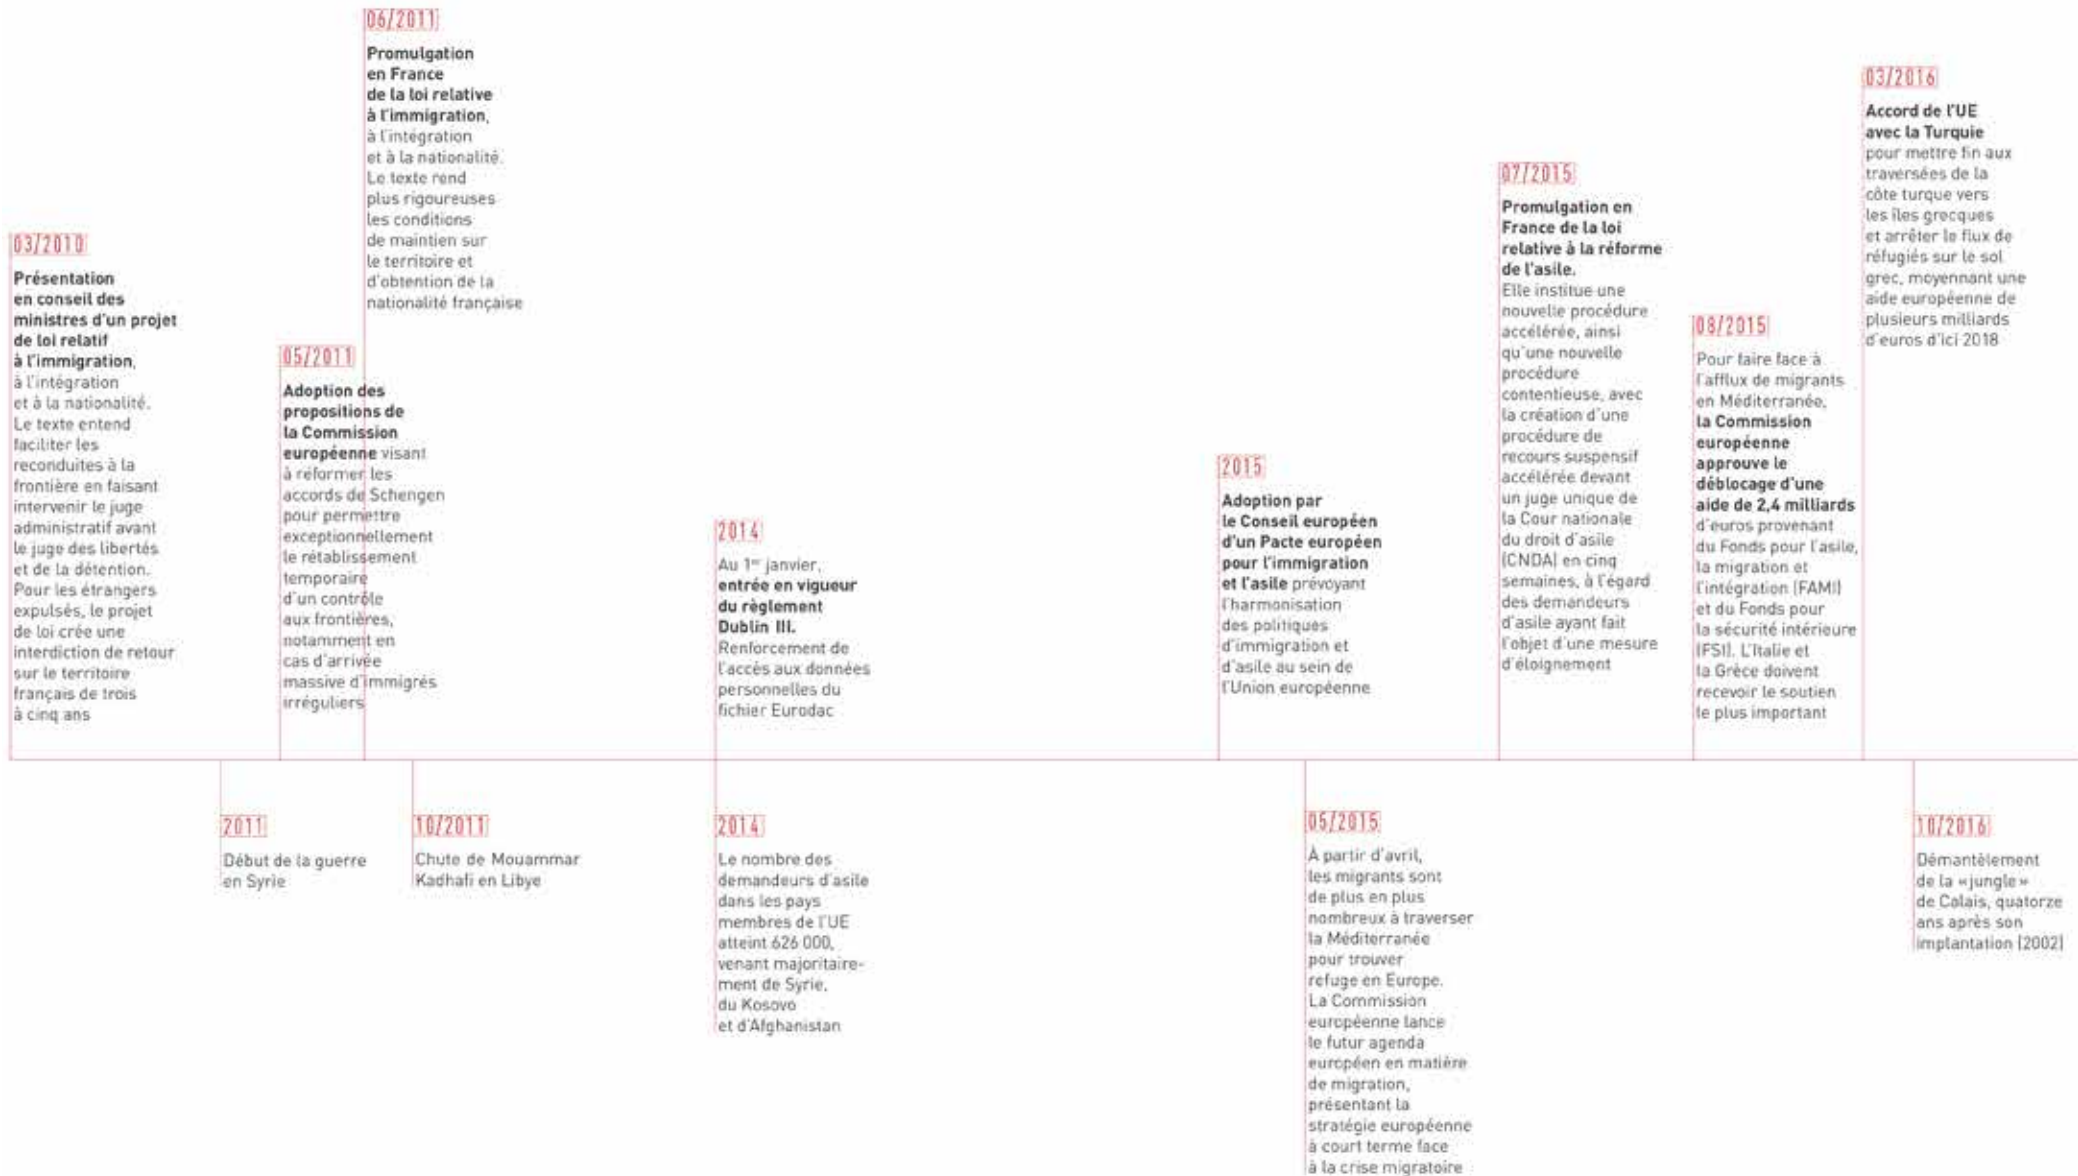 03/2010
Présentation
en conseil des
ministres d'un projet
de loi relatif
à l'immigration,
à l'intégration
et à la nationalité.
Le texte entend
faciliter les
reconduites à la
frontière en faisant
intervenir le juge
administratif avant
le juge des libertés
et de la détention.
Pour les étrangers
expulsés, le projet
de loi crée une
interdiction de retour
sur le territoire
français de trois
à cinq ans
05/2011
Adoption des
propositions de
la Commission
européenne visant
à réformer les
accords de Schengen
pour permettre
exceptionnellement
le rétablissement
temporaire
d'un contrôle
aux frontières,
notamment en
cas d'arrivée
massive d'immigrés
irréguliers
06/2011
Promulgation
en France
de la loi relative
à l'immigration,
à l'intégration
et à la nationalité.
Le texte rend
plus rigoureuses
les conditions
de maintien sur
le territoire et
d'obtention de la
nationalité française
2014
Au 1er janvier,
entrée en vigueur
du règlement
Dublin III.
Renforcement de
l'accès aux données
personnelles du
fichier Eurodac
2015
Adoption par
le Conseil européen
d'un Pacte européen
pour l'immigration
et l'asile prévoyant
l'harmonisation
des politiques
d'immigration et
d'asile au sein de
l'Union européenne
07/2015
Promulgation en
France de la loi
relative à la réforme
de l'asile.
Elle institue une
nouvelle procédure
accélérée, ainsi
qu'une nouvelle
procédure
contentieuse, avec
la création d'une
procédure de
recours suspensif
accélérée devant
un juge unique de
la Cour nationale
du droit d'asile
(CNDA) en cinq
semaines, à l'égard
des demandeurs
d'asile ayant fait
l'objet d'une mesure
d'éloignement
08/2015
Pour faire face à
l'afflux de migrants
en Méditerranée,
la Commission
européenne
approuve le
déblocage d'une
aide de 2,4 milliards
d'euros provenant
du Fonds pour l'asile,
la migration et
l'intégration (FAMI)
et du Fonds pour
la sécurité intérieure
(FSI). L'Italie et
la Grèce doivent
recevoir le soutien
le plus important
03/2016
Accord de l'UE
avec la Turquie
pour mettre fin aux
traversées de la
côte turque vers
les îles grecques
et arrêter le flux de
réfugiés sur le sol
grec, moyennant une
aide européenne de
plusieurs milliards
d'euros d'ici 2018
2011
Début de la guerre
en Syrie
10/2011
Chute de Mouammar
Kadhafi en Libye
2014
Le nombre des
demandeurs d'asile
dans les pays
membres de l'UE
atteint 626 000,
venant majoritaire-
ment de Syrie,
du Kosovo
et d'Afghanistan
05/2015
À partir d'avril,
les migrants sont
de plus en plus
nombreux à traverser
la Méditerranée
pour trouver
refuge en Europe.
La Commission
européenne lance
le futur agenda
européen en matière
de migration,
présentant la
stratégie européenne
à court terme face
à la crise migratoire
10/2016
Démantèlement
de la «jungle»
de Calais, quatorze
ans après son
implantation (2002)